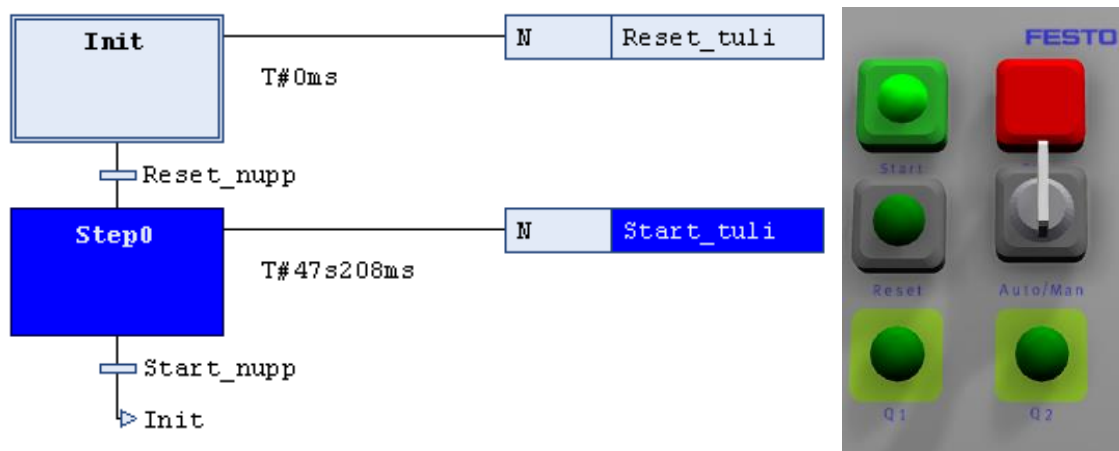 Init
N Reset_tuli
T#0ms
Reset_nupp
Step0
N Start_tuli
T#47s208ms
Start_nupp
Init
FESTO
Start
Reset
Auto/Man
Q1
Q2